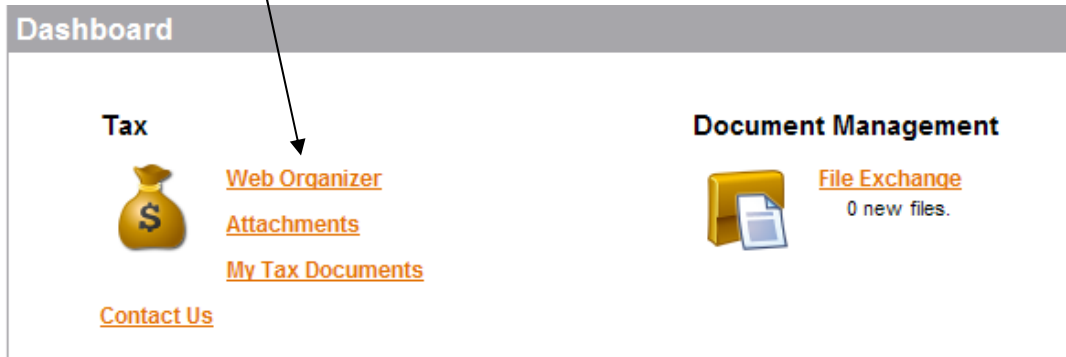 Dashboard
Tax
Web Organizer
Attachments
My Tax Documents
Contact Us
Document Management
File Exchange
0 new files.
$